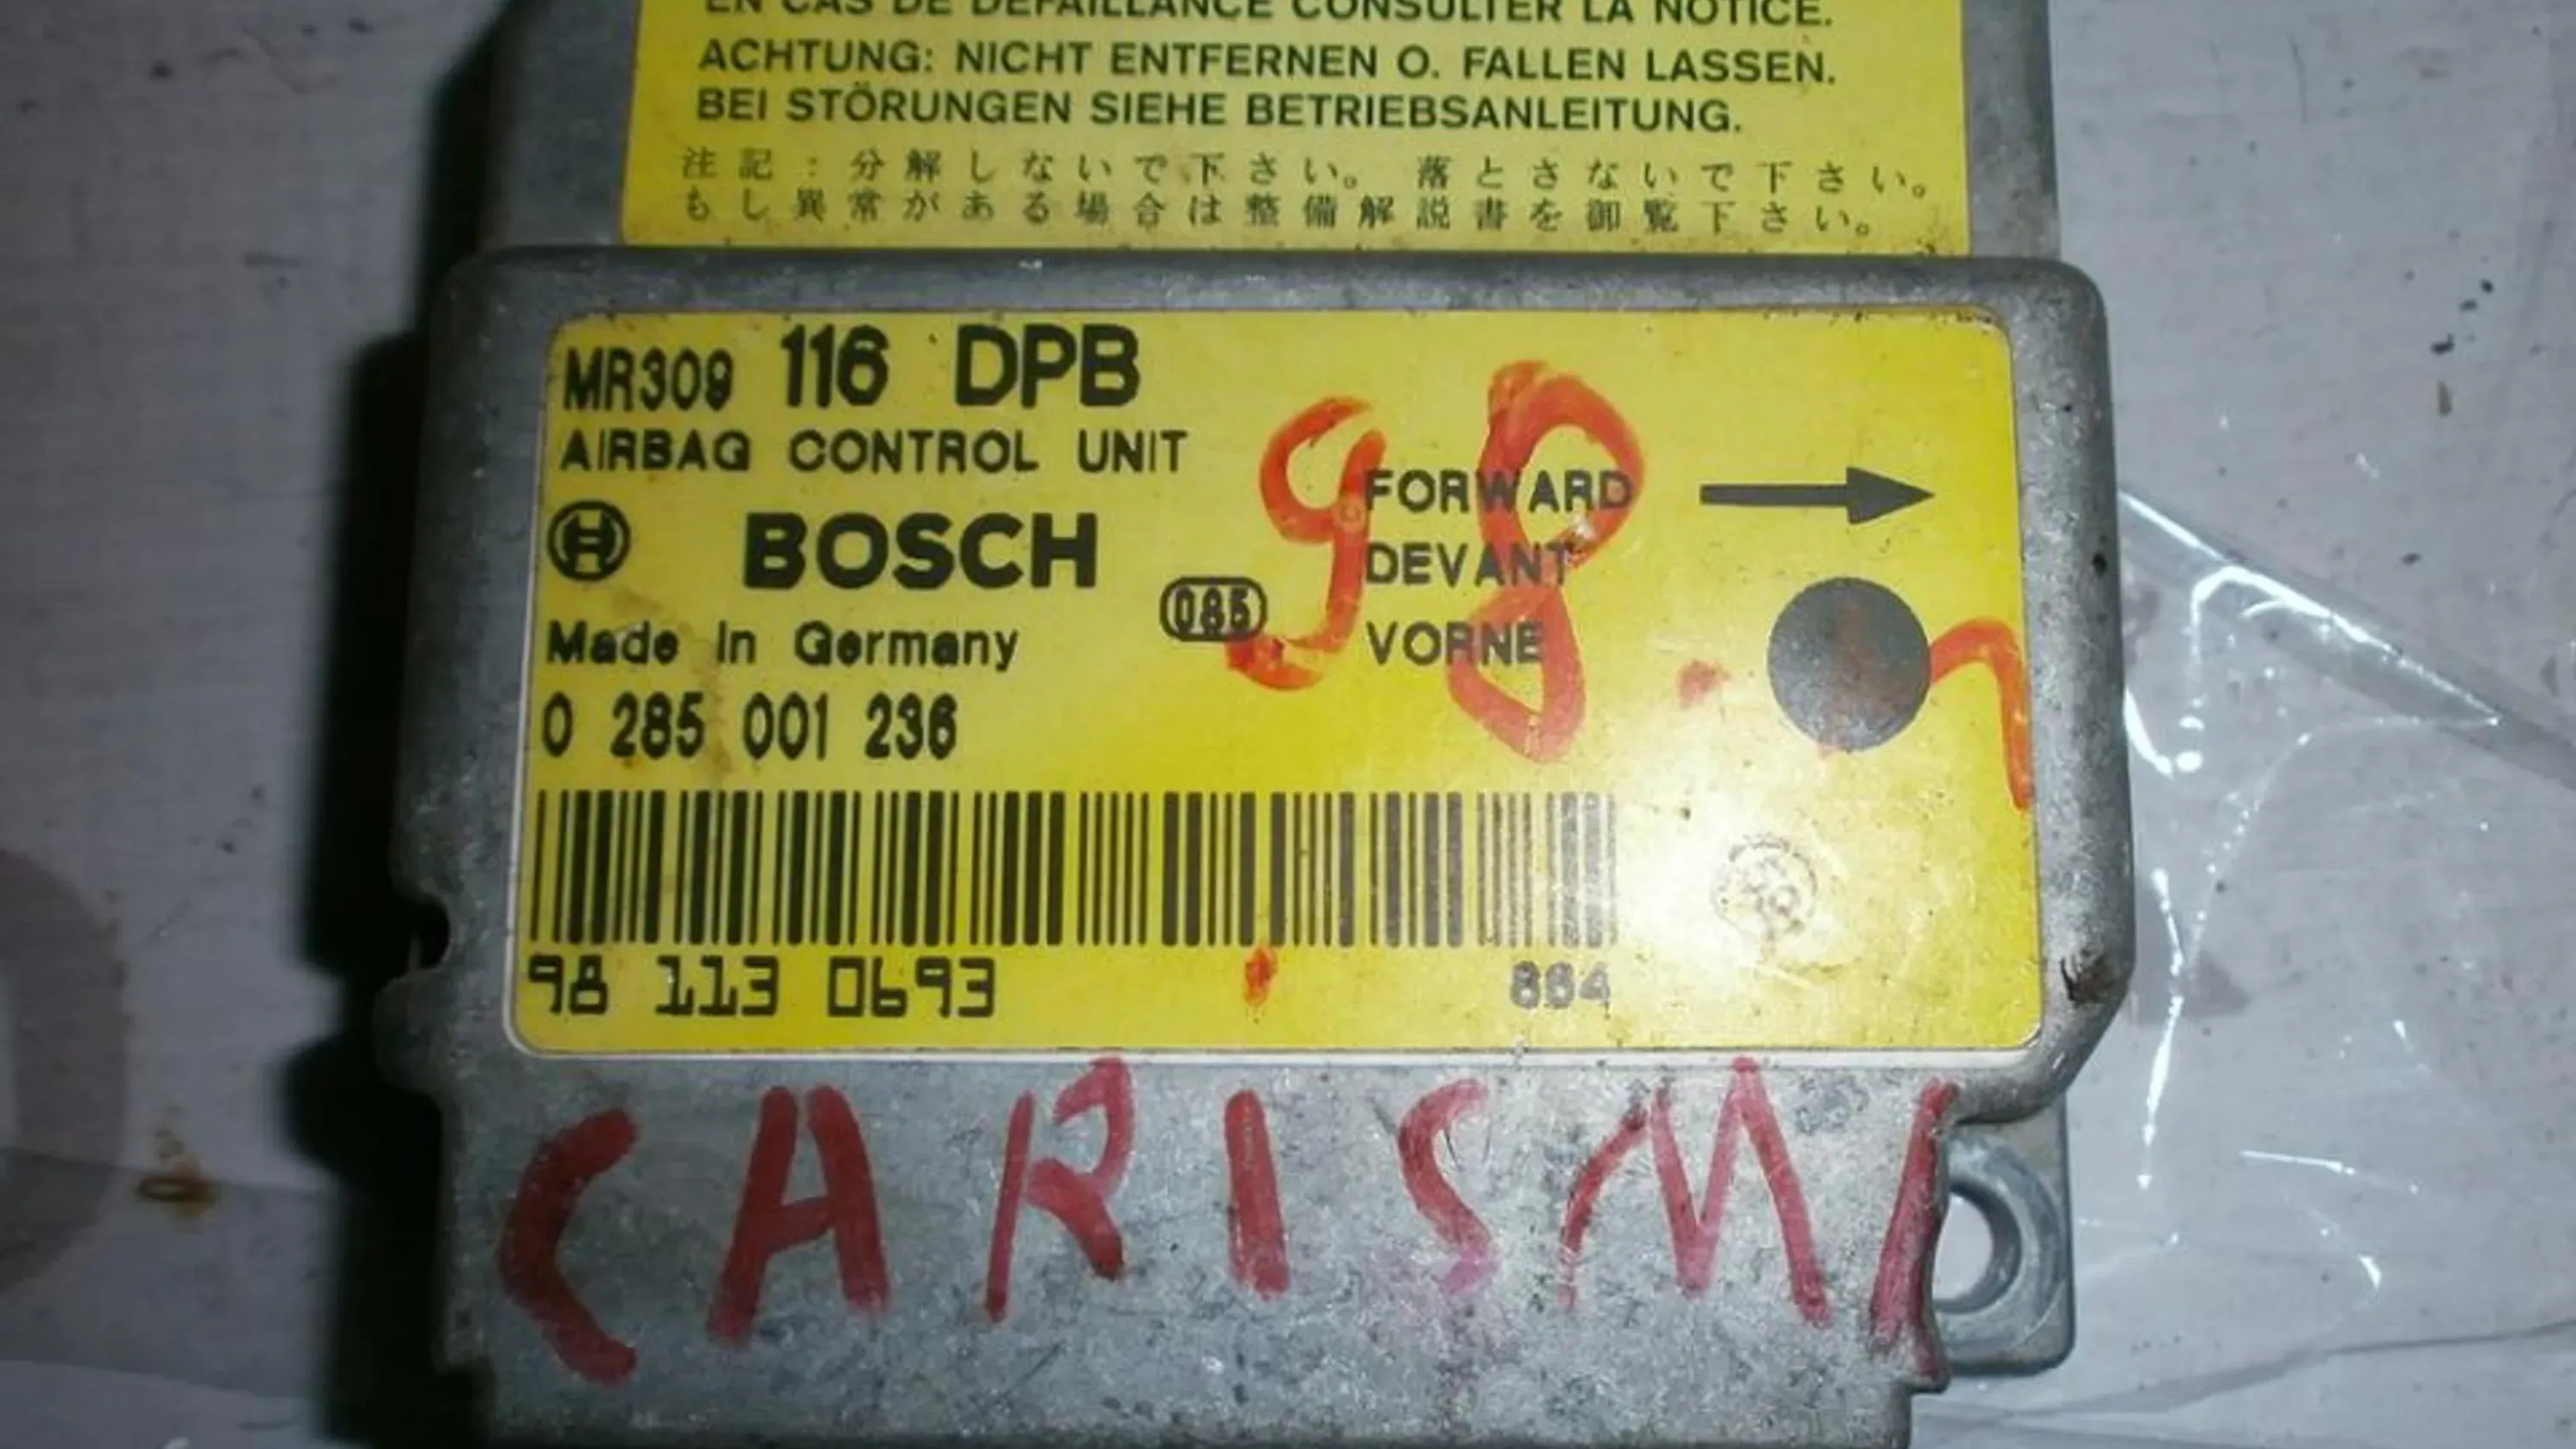 EN CAS DE DEFAILLANCE CONSULTER LA NOTICE.
ACHTUNG: NICHT ENTFERNEN O. FALLEN LASSEN.
BEI STÖRUNGEN SIEHE BETRIEBSANLEITUNG.
注記:分解しないで下さい。落とさないで下さい。
もし異常がある場合は整備解説書を御覧下さい。
MR309 116 DPB
AIRBAG CONTROL UNIT
98
FORWARD
BOSCH
DEVANT
085
Made in Germany
VORNE
0 285 001 236
98 113 0693
864
CARISM